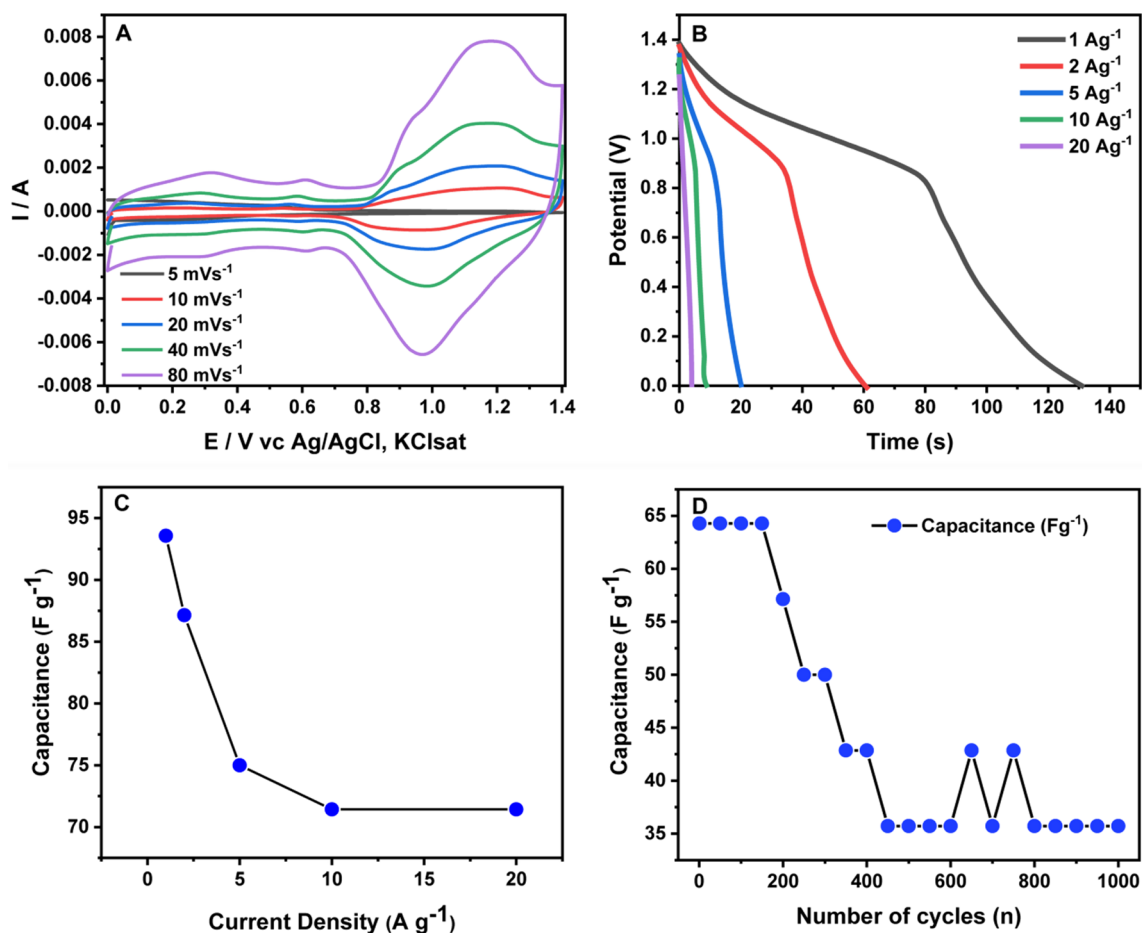 A
0.008
0.006
0.004
0.002
0.000
-0.002
-0.004
-0.006
-0.008
I / A
5 mVs⁻¹
10 mVs⁻¹
20 mVs⁻¹
40 mVs⁻¹
80 mVs⁻¹
0.0 0.2 0.4 0.6 0.8 1.0 1.2 1.4
E / V vc Ag/AgCl, KClsat
B
1.4
1.2
1.0
0.8
0.6
0.4
0.2
0.0
Potential (V)
1 Ag⁻¹
2 Ag⁻¹
5 Ag⁻¹
10 Ag⁻¹
20 Ag⁻¹
0 20 40 60 80 100 120 140
Time (s)
C
95
90
85
80
75
70
Capacitance (F g⁻¹)
0 5 10 15 20
Current Density (A g⁻¹)
D
65
60
55
50
45
40
35
Capacitance (F g⁻¹)
Capacitance (Fg⁻¹)
0 200 400 600 800 1000
Number of cycles (n)